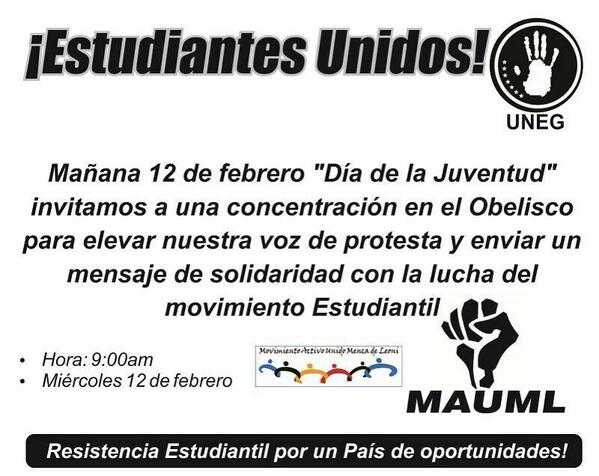 ¡Estudiantes Unidos!
UNEG
Mañana 12 de febrero "Día de la Juventud"
invitamos a una concentración en el Obelisco
para elevar nuestra voz de protesta y enviar un
mensaje de solidaridad con la lucha del
movimiento Estudiantil
• Hora: 9:00am
• Miércoles 12 de febrero
Movimiento Activo Unido Menca de Leoni
MAUML
Resistencia Estudiantil por un País de oportunidades!